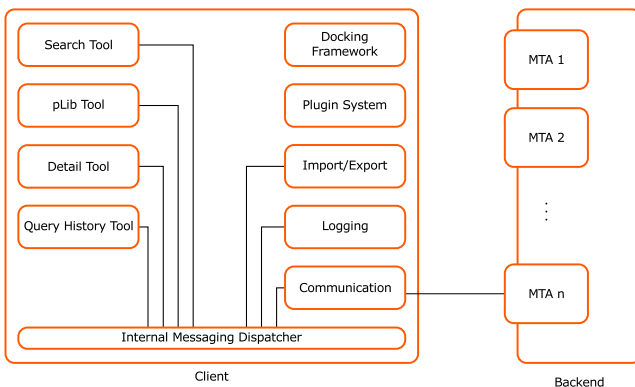 Search Tool
pLib Tool
Detail Tool
Query History Tool
Docking
Framework
Plugin System
Import/Export
Logging
Communication
Internal Messaging Dispatcher
Client
MTA 1
MTA 2
...
MTA n
Backend